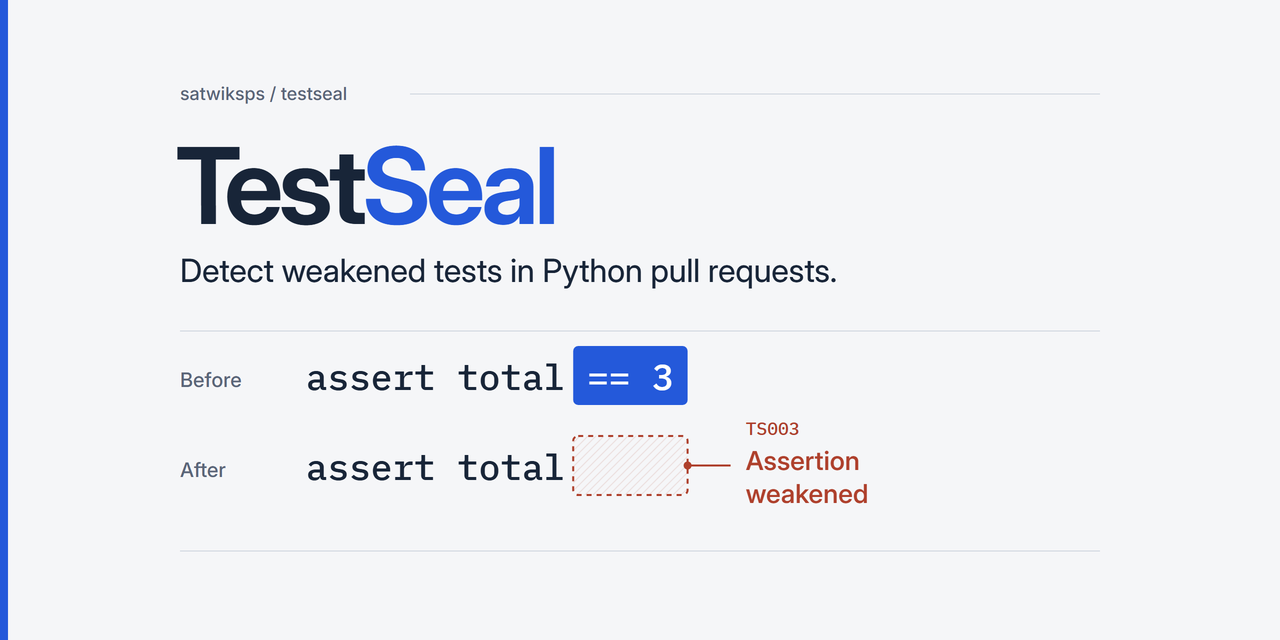 satwiksps / testseal
TestSeal
Detect weakened tests in Python pull requests.
Before assert total == 3
TS003
After assert total
Assertion
weakened